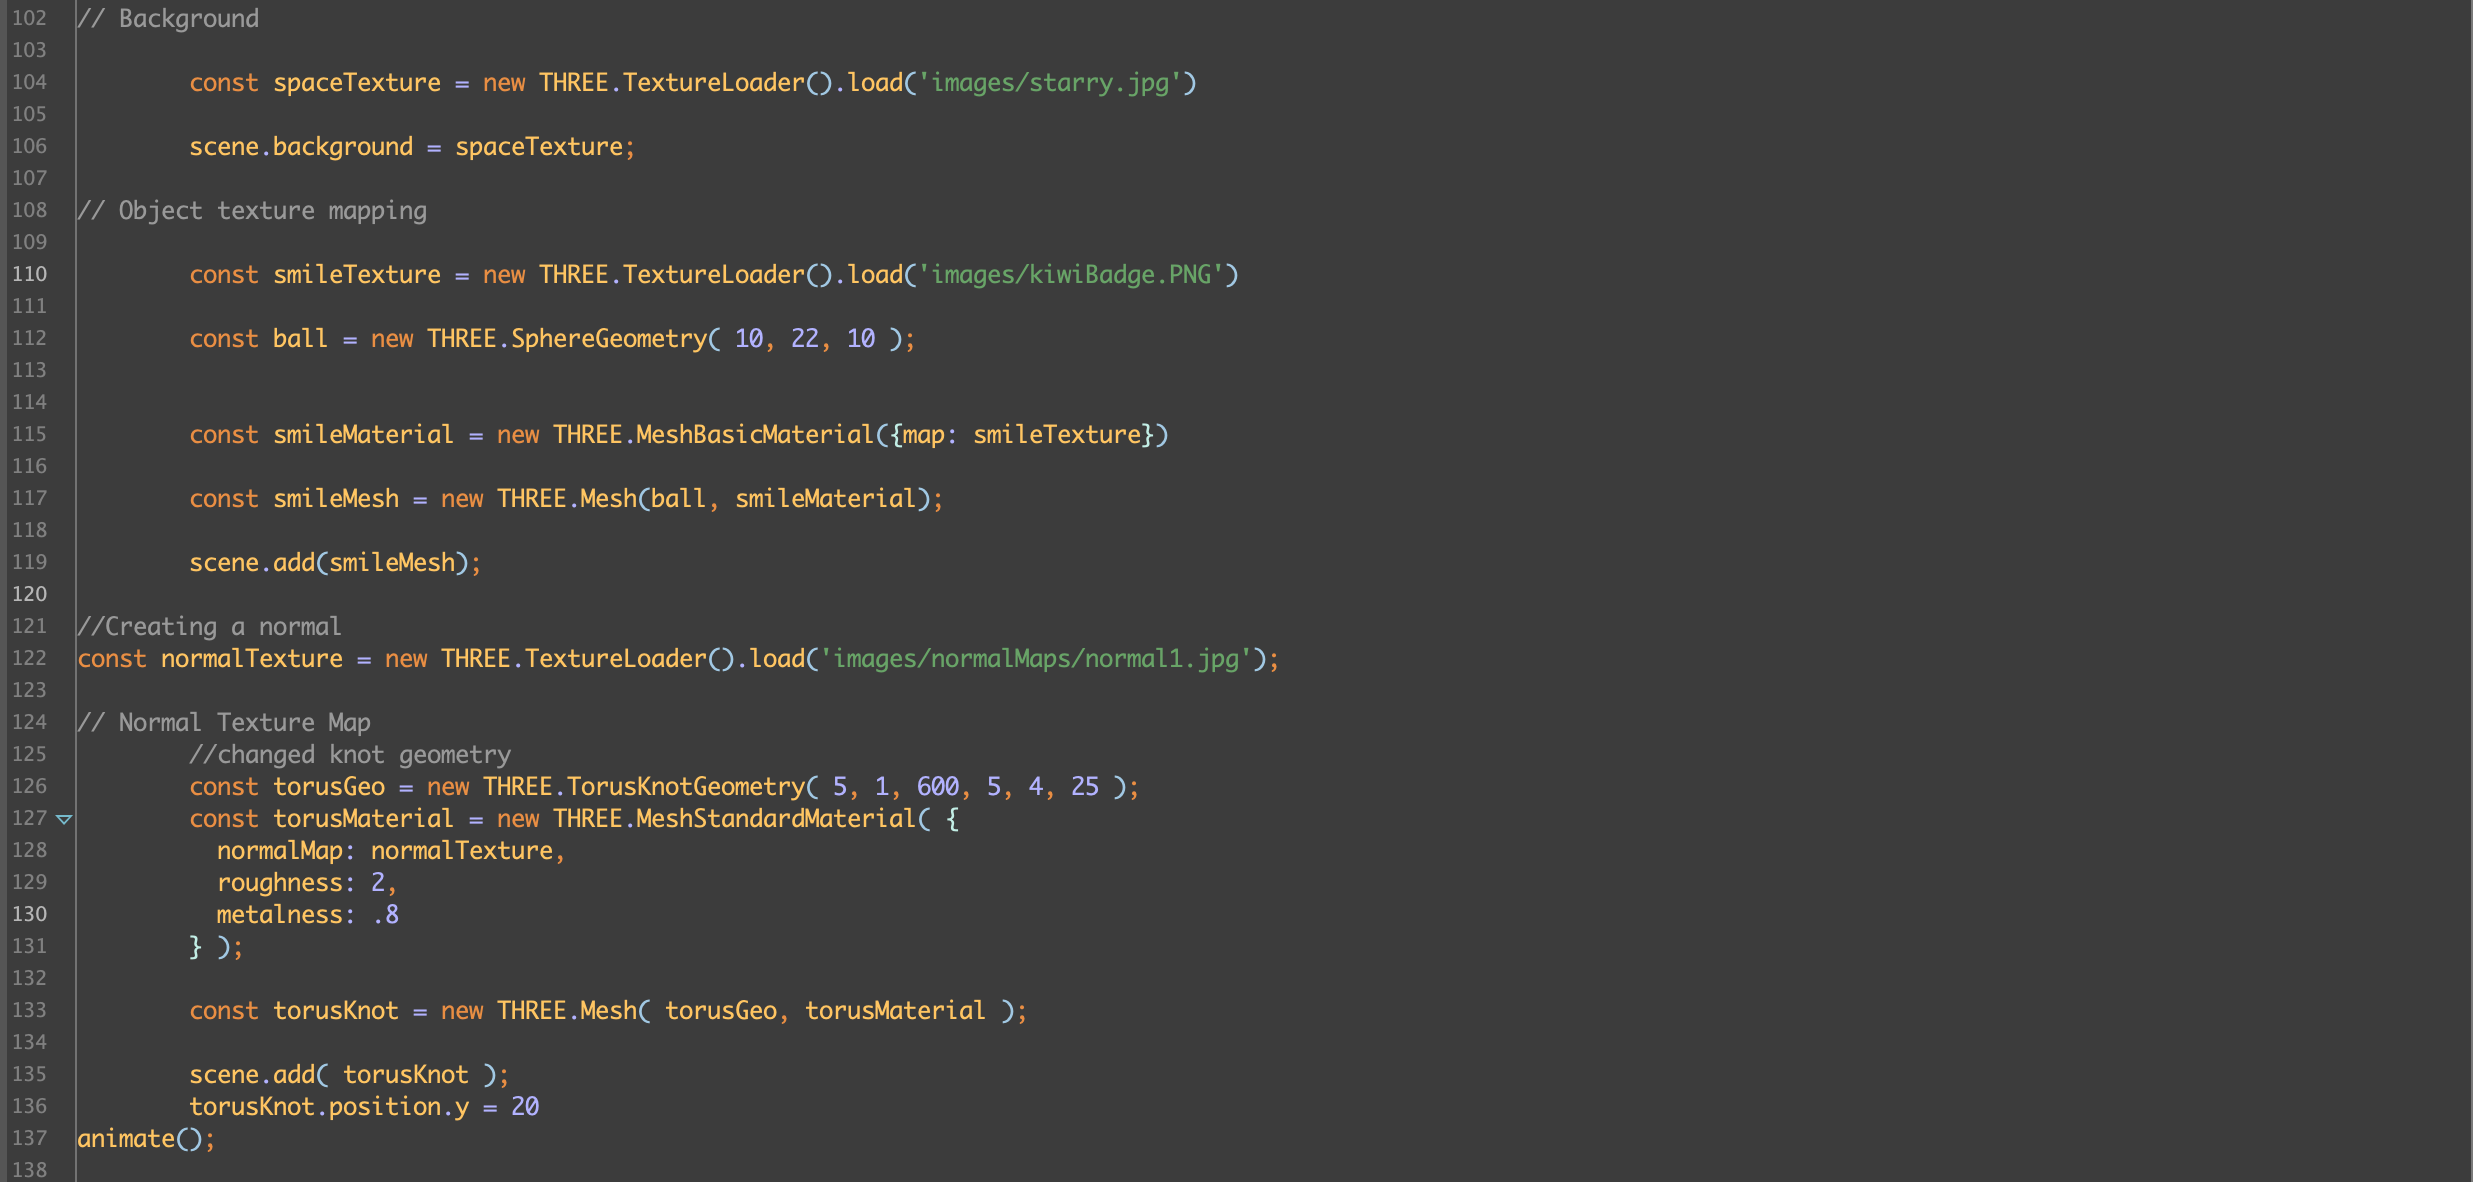 102 // Background
103
104 const spaceTexture = new THREE.TextureLoader().load('images/starry.jpg')
105
106 scene.background = spaceTexture;
107
108 // Object texture mapping
109
110 const smileTexture = new THREE.TextureLoader().load('images/kiwiBadge.PNG')
111
112 const ball = new THREE.SphereGeometry( 10, 22, 10 );
113
114
115 const smileMaterial = new THREE.MeshBasicMaterial({map: smileTexture})
116
117 const smileMesh = new THREE.Mesh(ball, smileMaterial);
118
119 scene.add(smileMesh);
120
121 //Creating a normal
122 const normalTexture = new THREE.TextureLoader().load('images/normalMaps/normal1.jpg');
123
124 // Normal Texture Map
125 //changed knot geometry
126 const torusGeo = new THREE.TorusKnotGeometry( 5, 1, 600, 5, 4, 25 );
127 const torusMaterial = new THREE.MeshStandardMaterial( {
128 normalMap: normalTexture,
129 roughness: 2,
130 metalness: .8
131 } );
132
133 const torusKnot = new THREE.Mesh( torusGeo, torusMaterial );
134
135 scene.add( torusKnot );
136 torusKnot.position.y = 20
137 animate();
138